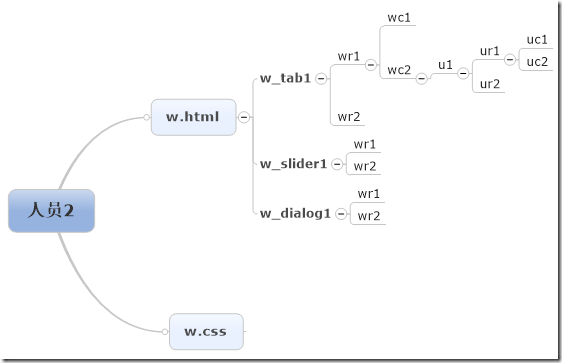 人员2
w.html
w_tab1
wr1
wc1
wc2
u1
ur1
uc1
uc2
ur2
wr2
w_slider1
wr1
wr2
w_dialog1
wr1
wr2
w.css